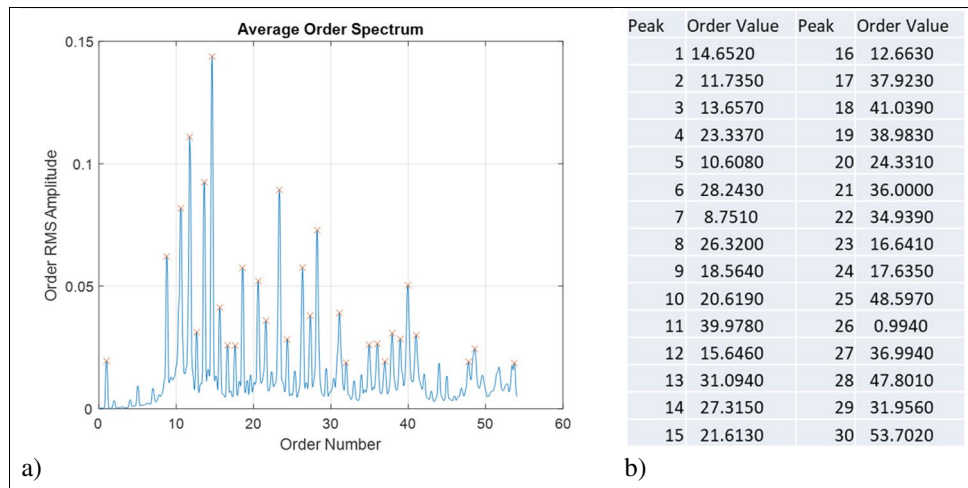 Average Order Spectrum
0.15
0.1
0.05
0
Order RMS Amplitude
0 10 20 30 40 50 60
Order Number
a)
Peak Order Value Peak Order Value
1 14.6520 16 12.6630
2 11.7350 17 37.9230
3 13.6570 18 41.0390
4 23.3370 19 38.9830
5 10.6080 20 24.3310
6 28.2430 21 36.0000
7 8.7510 22 34.9390
8 26.3200 23 16.6410
9 18.5640 24 17.6350
10 20.6190 25 48.5970
11 39.9780 26 0.9940
12 15.6460 27 36.9940
13 31.0940 28 47.8010
14 27.3150 29 31.9560
15 21.6130 30 53.7020
b)